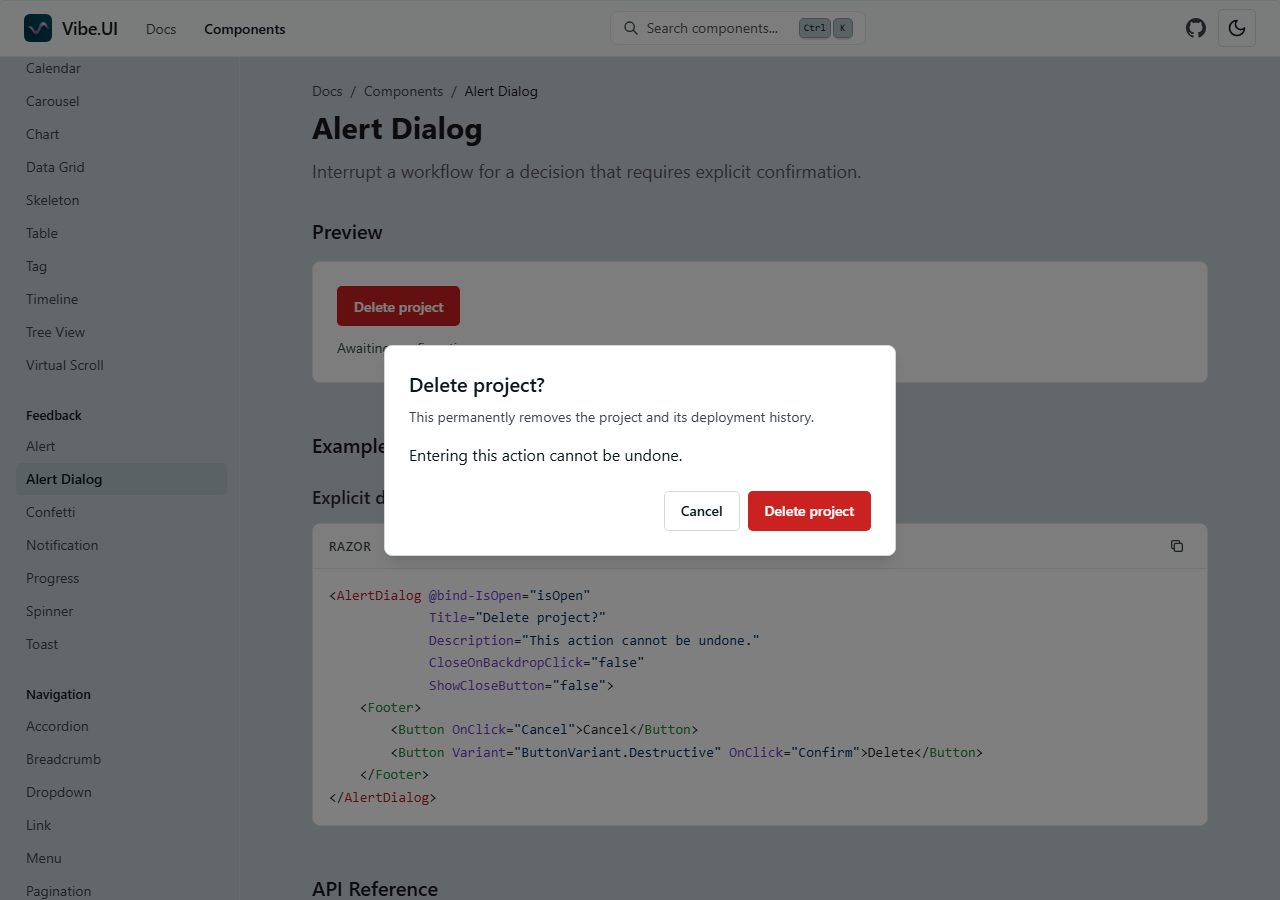 Vibe.UI Docs Components Search components... Ctrl K
Calendar
Carousel
Chart
Data Grid
Skeleton
Table
Tag
Timeline
Tree View
Virtual Scroll
Feedback
Alert
Alert Dialog
Confetti
Notification
Progress
Spinner
Toast
Navigation
Accordion
Breadcrumb
Dropdown
Link
Menu
Pagination
Docs / Components / Alert Dialog
Alert Dialog
Interrupt a workflow for a decision that requires explicit confirmation.
Preview
Delete project
Delete project?
This permanently removes the project and its deployment history.
Entering this action cannot be undone.
Cancel Delete project
Explicit
RAZOR
<AlertDialog @bind-IsOpen="isOpen"
Title="Delete project?"
Description="This action cannot be undone."
CloseOnBackdropClick="false"
ShowCloseButton="false">
<Footer>
<Button OnClick="Cancel">Cancel</Button>
<Button Variant="ButtonVariant.Destructive" OnClick="Confirm">Delete</Button>
</Footer>
</AlertDialog>
API Reference